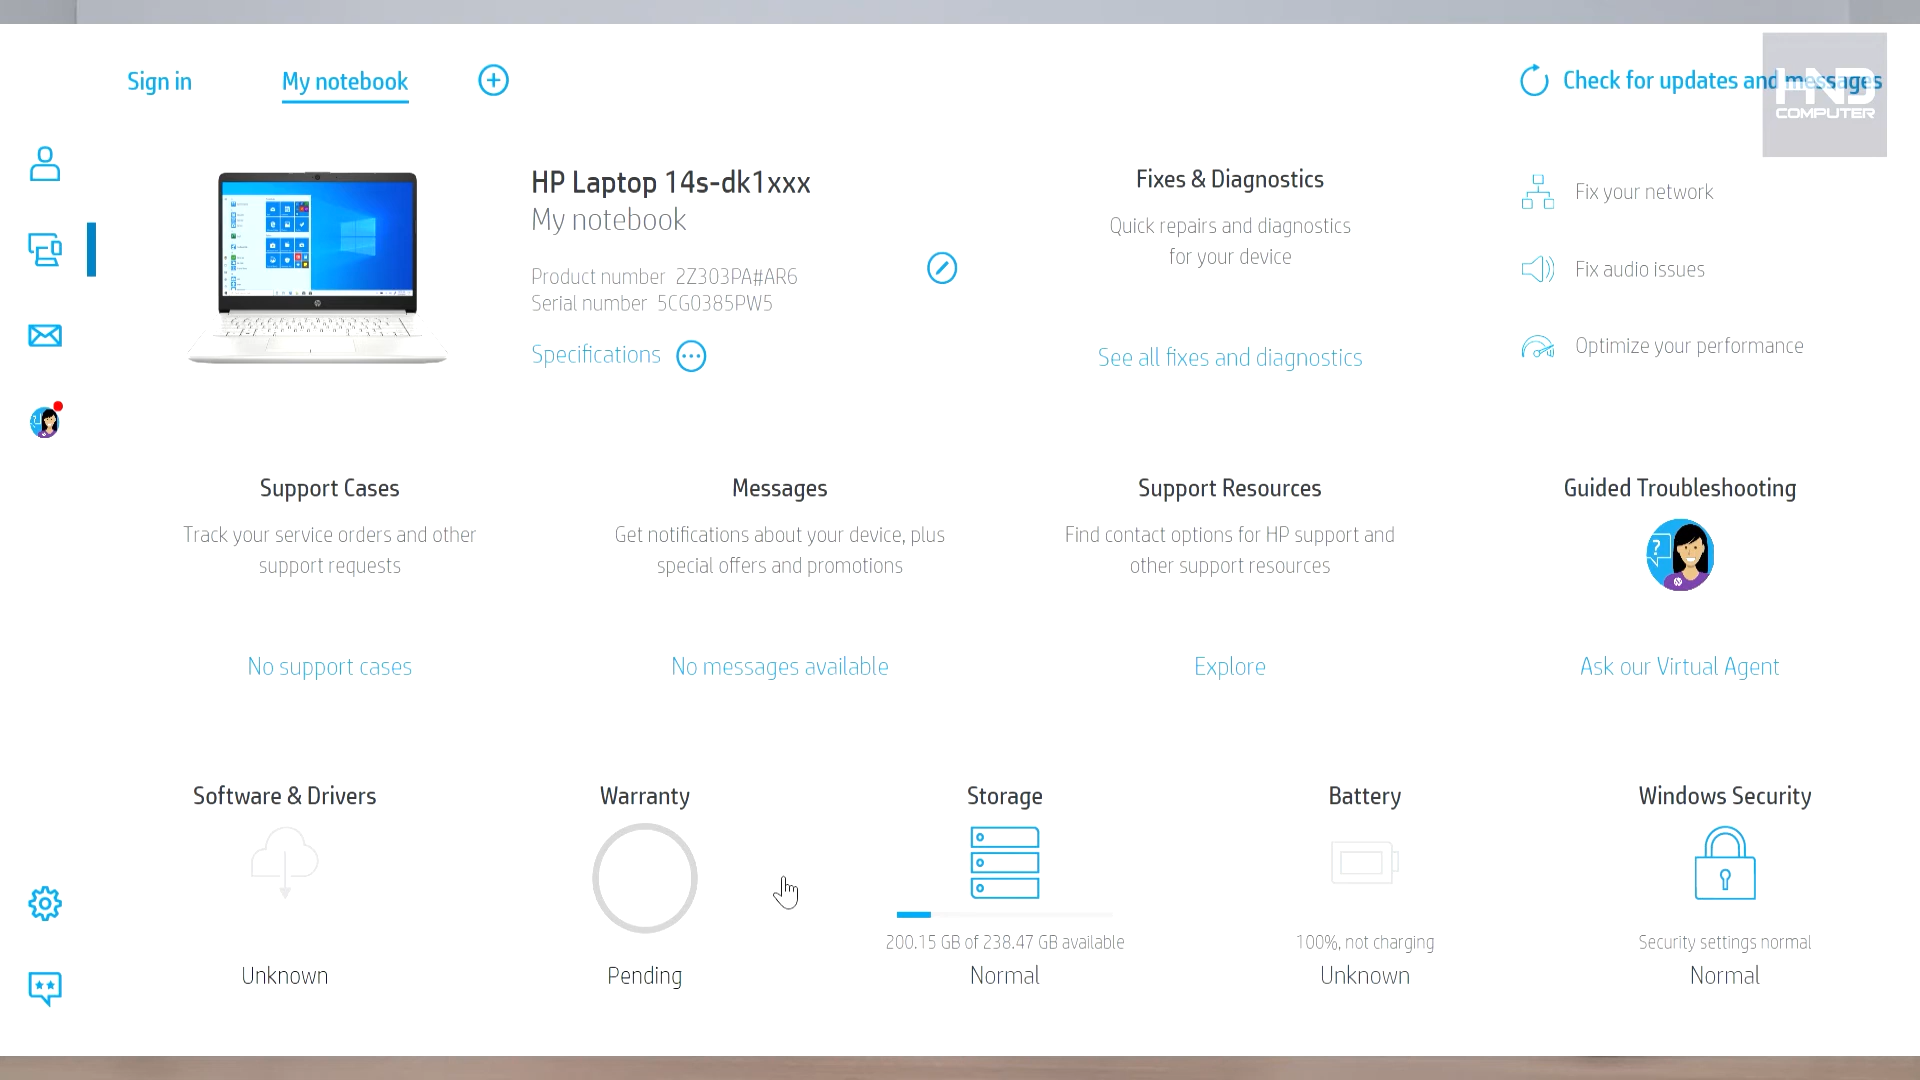 Sign in
My notebook
Check for updates and messages
HND
COMPUTER
HP Laptop 14s-dk1xxx
My notebook
Product number 2Z303PA#AR6
Serial number 5CG0385PW5
Specifications
Fixes & Diagnostics
Quick repairs and diagnostics
for your device
See all fixes and diagnostics
Fix your network
Fix audio issues
Optimize your performance
Support Cases
Track your service orders and other
support requests
No support cases
Messages
Get notifications about your device, plus
special offers and promotions
No messages available
Support Resources
Find contact options for HP support and
other support resources
Explore
Guided Troubleshooting
?
Ask our Virtual Agent
Software & Drivers
Unknown
Warranty
Pending
Storage
200.15 GB of 238.47 GB available
Normal
Battery
100%, not charging
Unknown
Windows Security
Security settings normal
Normal